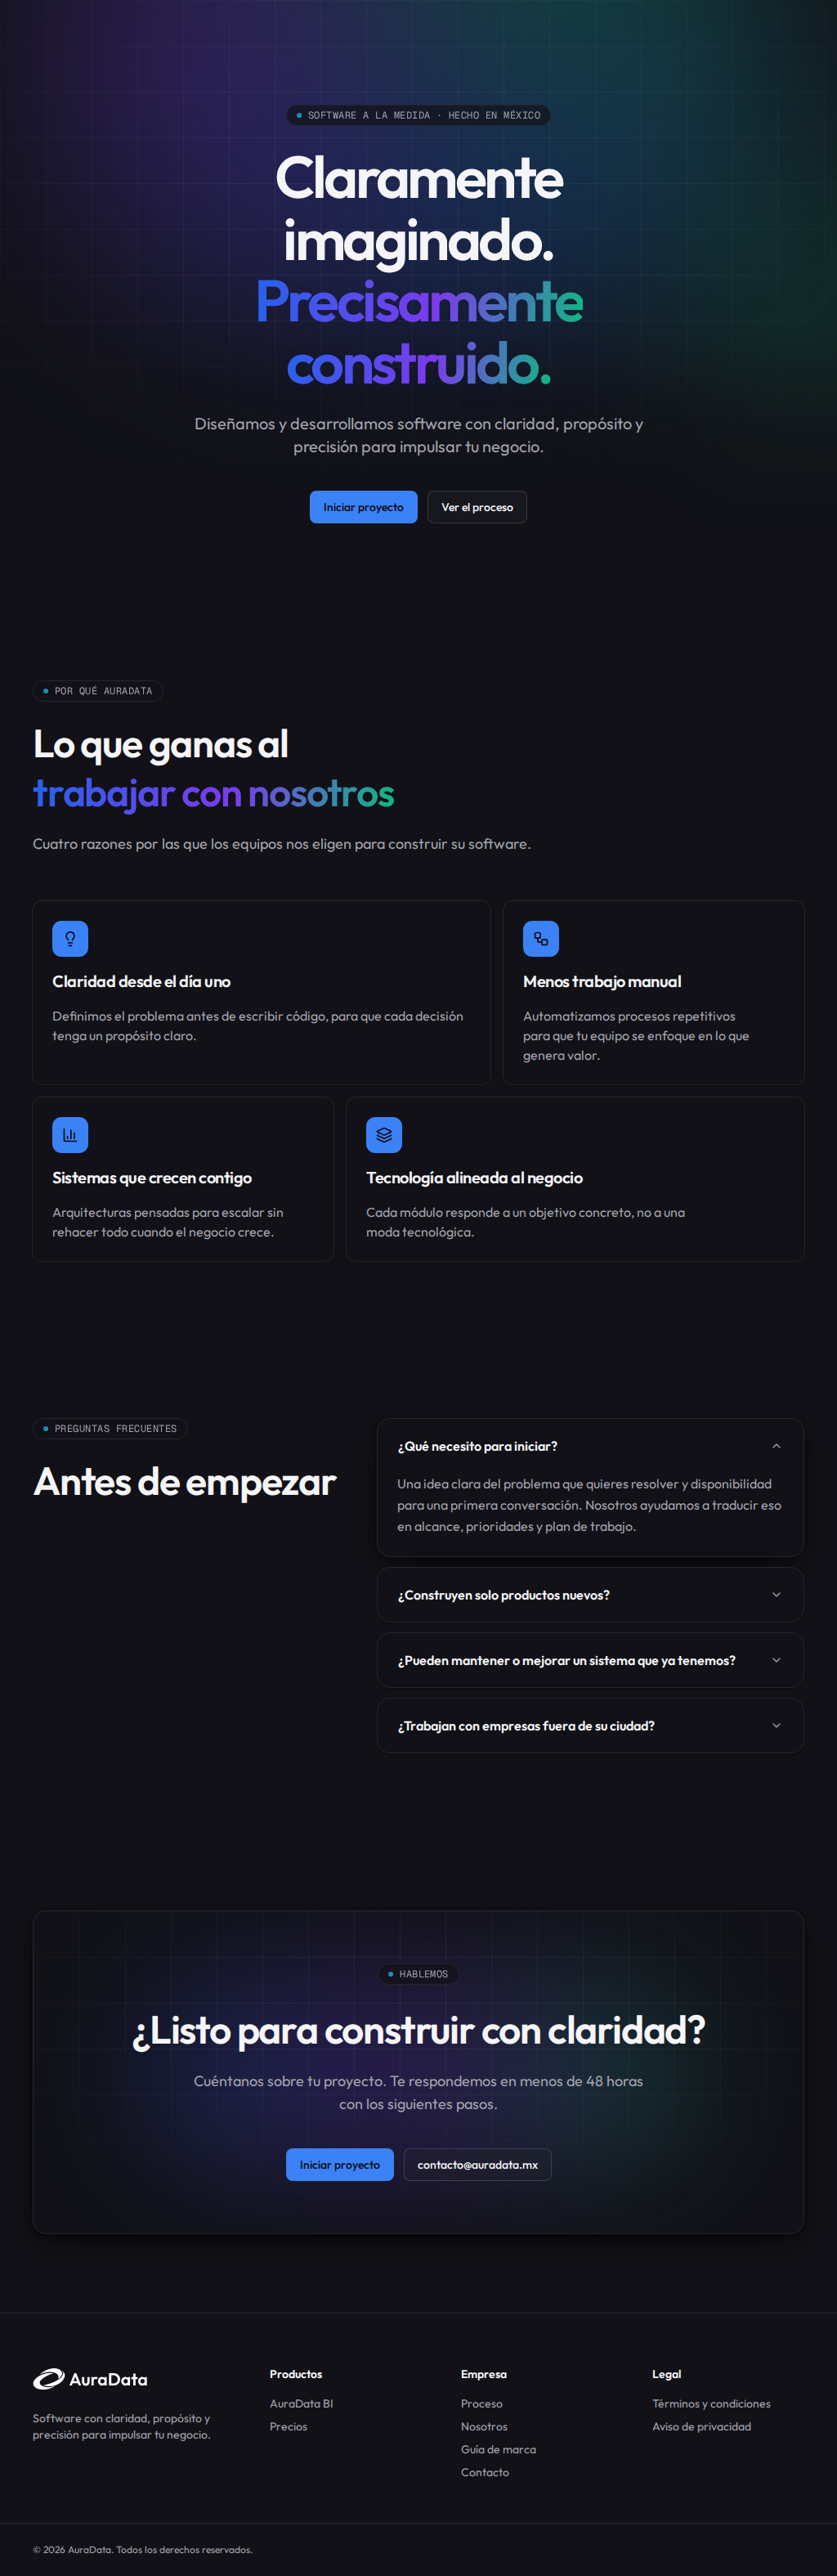 SOFTWARE A LA MEDIDA · HECHO EN MÉXICO
Claramente
imaginado.
Precisamente
construido.
Diseñamos y desarrollamos software con claridad, propósito y
precisión para impulsar tu negocio.
Iniciar proyecto
Ver el proceso
POR QUÉ AURADATA
Lo que ganas al
trabajar con nosotros
Cuatro razones por las que los equipos nos eligen para construir su software.
Claridad desde el día uno
Definimos el problema antes de escribir código, para que cada decisión
tenga un propósito claro.
Menos trabajo manual
Automatizamos procesos repetitivos
para que tu equipo se enfoque en lo que
genera valor.
Sistemas que crecen contigo
Arquitecturas pensadas para escalar sin
rehacer todo cuando el negocio crece.
Tecnología alineada al negocio
Cada módulo responde a un objetivo concreto, no a una
moda tecnológica.
PREGUNTAS FRECUENTES
Antes de empezar
¿Qué necesito para iniciar?
Una idea clara del problema que quieres resolver y disponibilidad
para una primera conversación. Nosotros ayudamos a traducir eso
en alcance, prioridades y plan de trabajo.
¿Construyen solo productos nuevos?
¿Pueden mantener o mejorar un sistema que ya tenemos?
¿Trabajan con empresas fuera de su ciudad?
HABLEMOS
¿Listo para construir con claridad?
Cuéntanos sobre tu proyecto. Te respondemos en menos de 48 horas
con los siguientes pasos.
Iniciar proyecto
contacto@auradata.mx
AuraData
Software con claridad, propósito y
precisión para impulsar tu negocio.
Productos
AuraData BI
Precios
Empresa
Proceso
Nosotros
Guía de marca
Contacto
Legal
Términos y condiciones
Aviso de privacidad
© 2026 AuraData. Todos los derechos reservados.